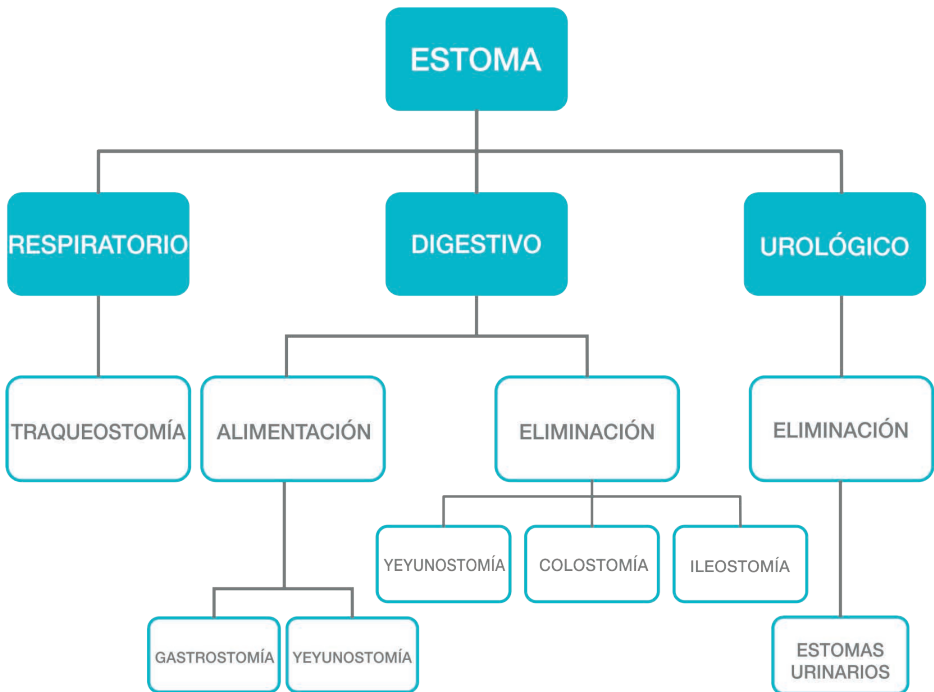 ESTOMA
RESPIRATORIO
DIGESTIVO
UROLÓGICO
TRAQUEOSTOMÍA
ALIMENTACIÓN
ELIMINACIÓN
ELIMINACIÓN
YEYUNOSTOMÍA
COLOSTOMÍA
ILEOSTOMÍA
GASTROSTOMÍA
YEYUNOSTOMÍA
ESTOMAS
URINARIOS